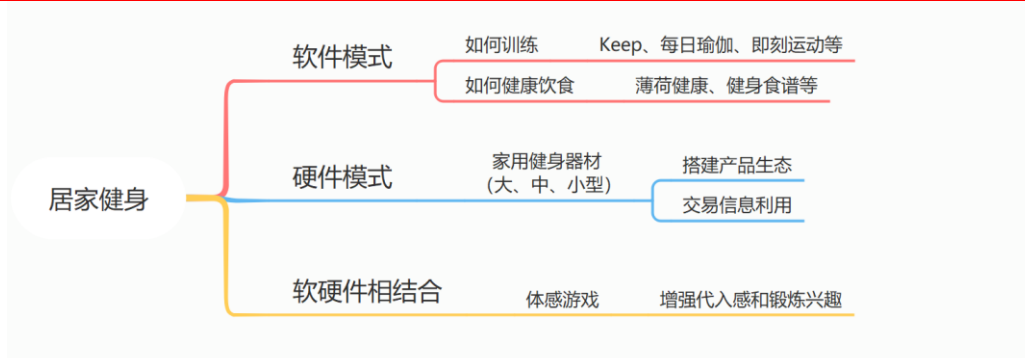 居家健身
软件模式
如何训练 Keep、每日瑜伽、即刻运动等
如何健康饮食 薄荷健康、健身食谱等
硬件模式
家用健身器材
（大、中、小型）
搭建产品生态
交易信息利用
软硬件相结合 体感游戏 增强代入感和锻炼兴趣